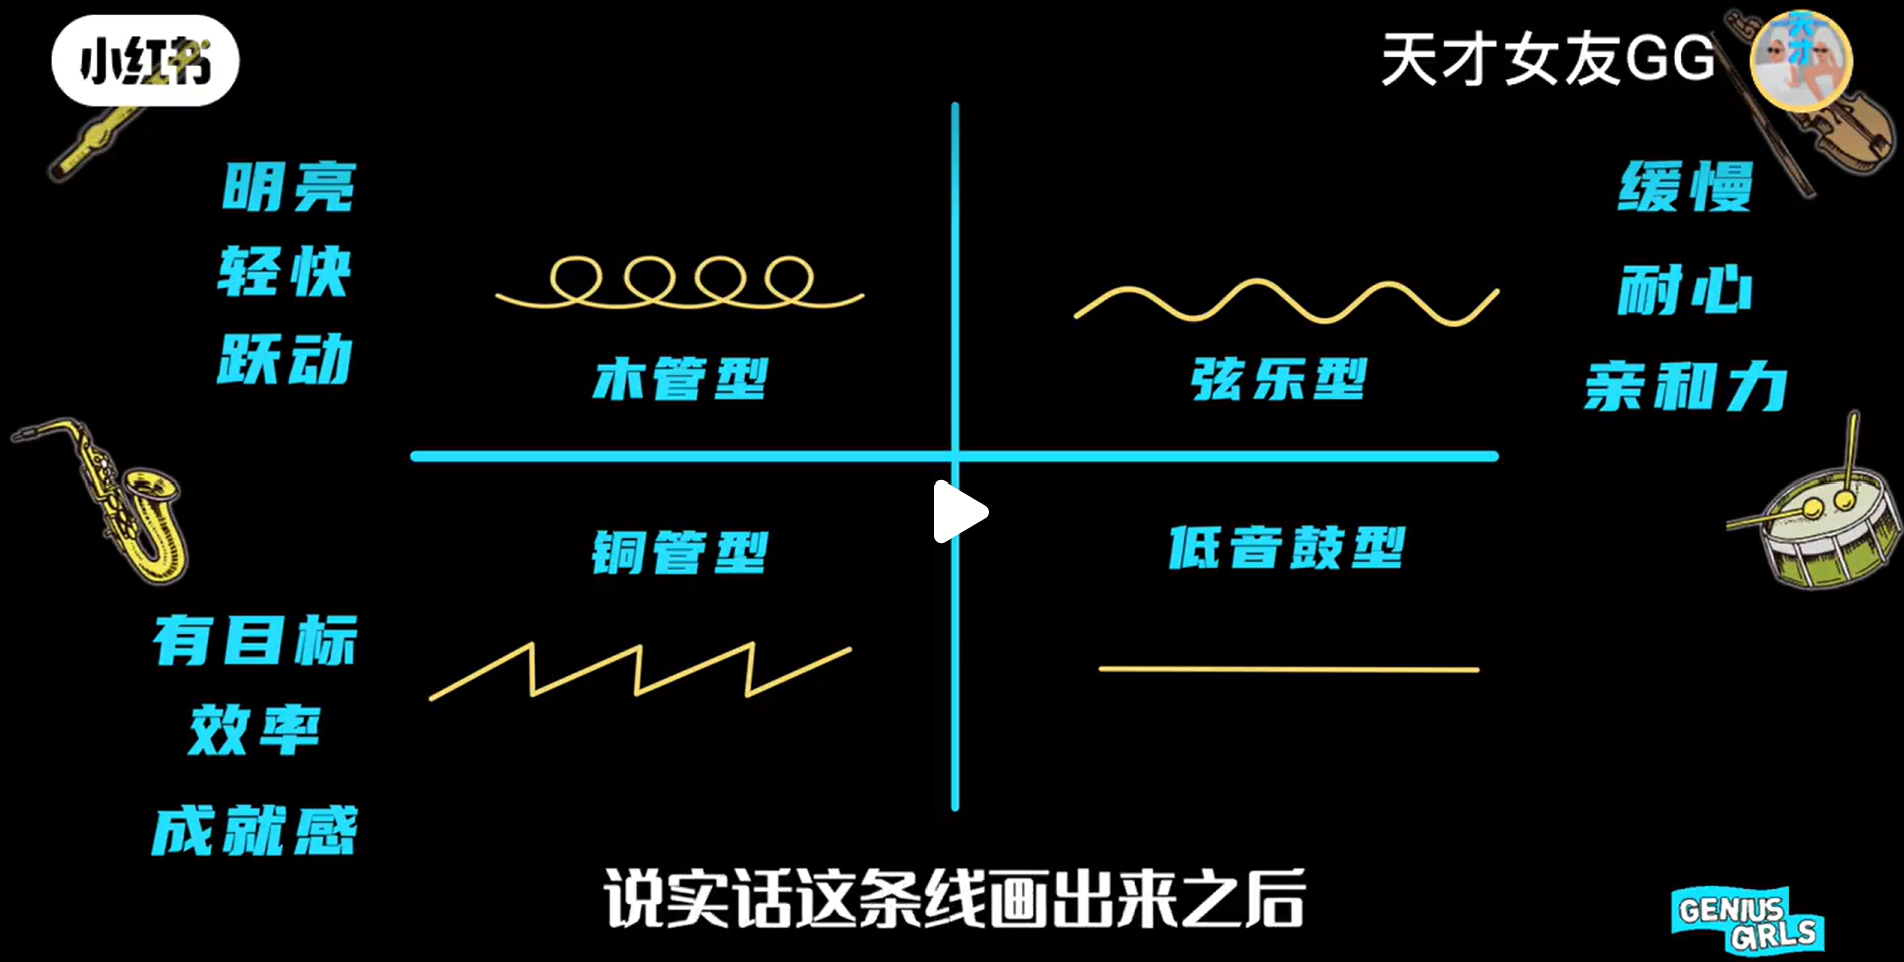 小红书
天才女友GG
天才
明亮
轻快
跃动
木管型
弦乐型
缓慢
耐心
亲和力
铜管型
低音鼓型
有目标
效率
成就感
说实话这条线画出来之后
GENIUS
GIRLS